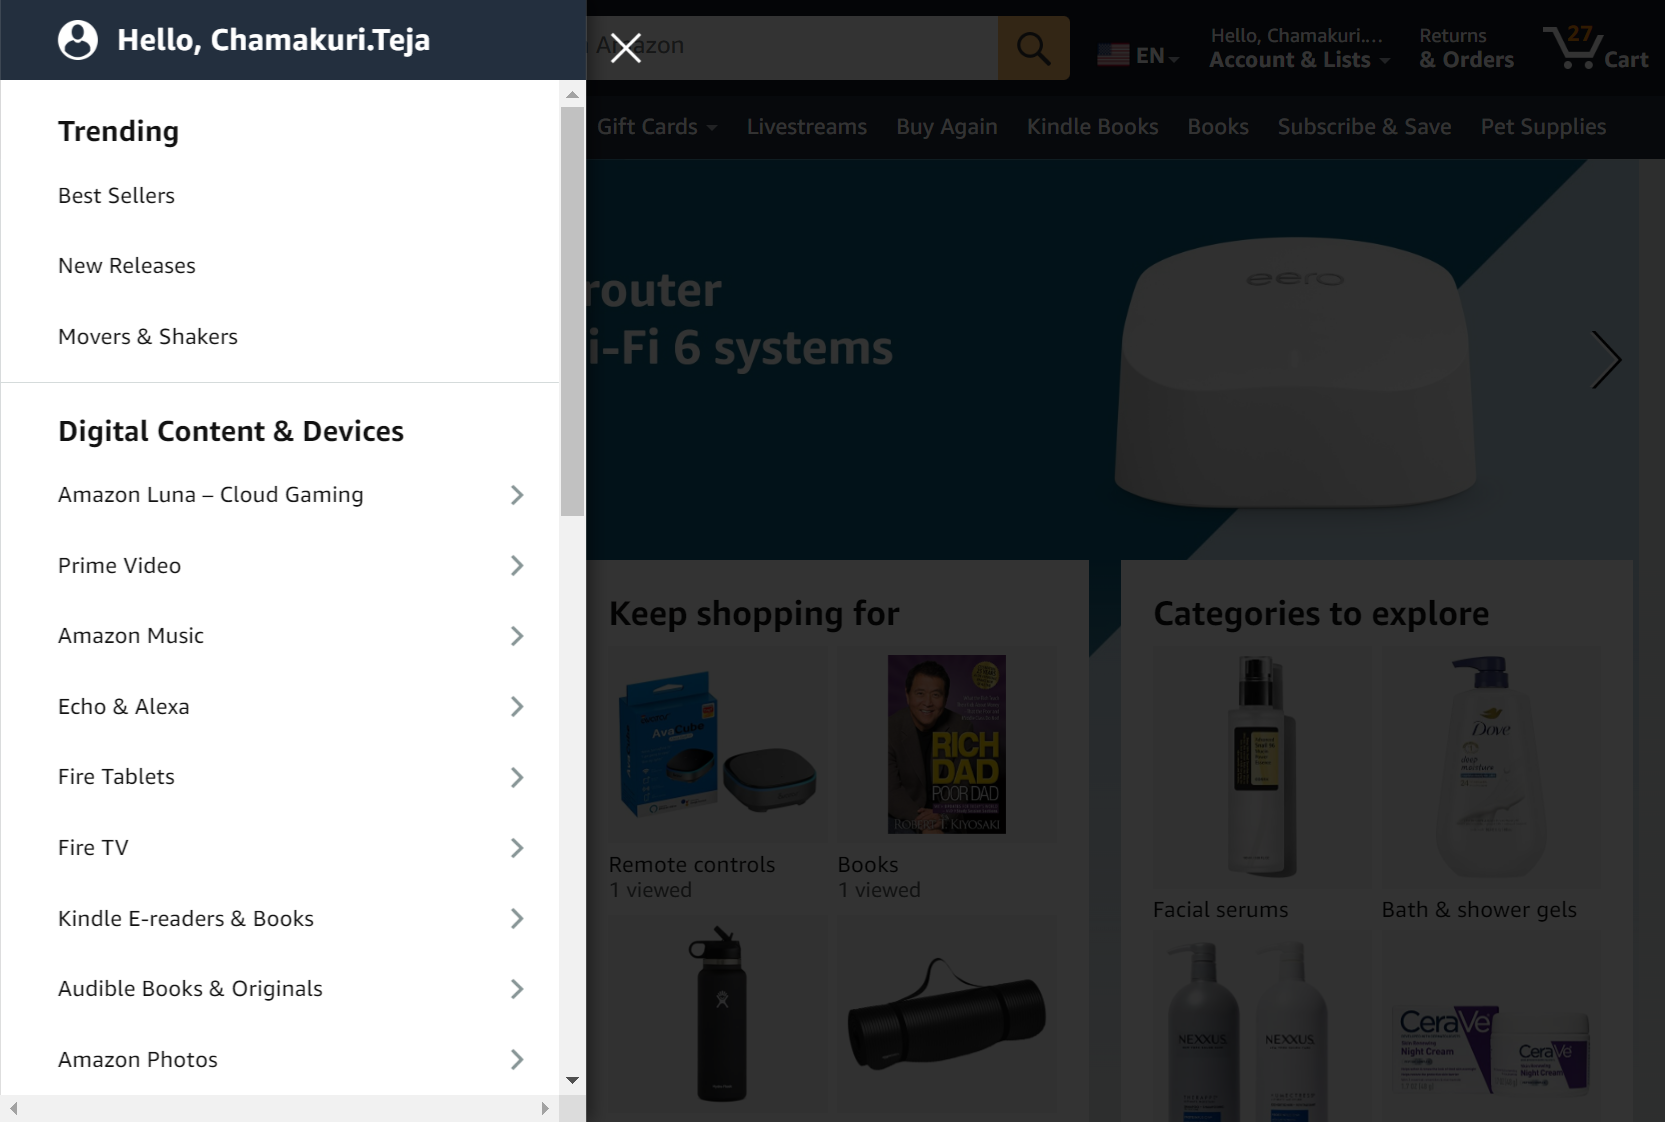 Hello, Chamakuri.Teja
Azon
EN
Hello, Chamakuri....
Account & Lists
Returns
& Orders
27
Cart
Gift Cards
Livestreams
Buy Again
Kindle Books
Books
Subscribe & Save
Pet Supplies
Trending
Best Sellers
New Releases
Movers & Shakers
Digital Content & Devices
Amazon Luna – Cloud Gaming
Prime Video
Amazon Music
Echo & Alexa
Fire Tablets
Fire TV
Kindle E-readers & Books
Audible Books & Originals
Amazon Photos
router
i-Fi 6 systems
eero
Keep shopping for
AvaCube
RICH
DAD
POOR DAD
ROBERT T. KIYOSAKI
Remote controls
1 viewed
Books
1 viewed
Categories to explore
Dove
deep
moisture
Facial serums
Bath & shower gels
NEXXUS
NEXXUS
CeraVe
Night Cream
CeraVe
Night Cream